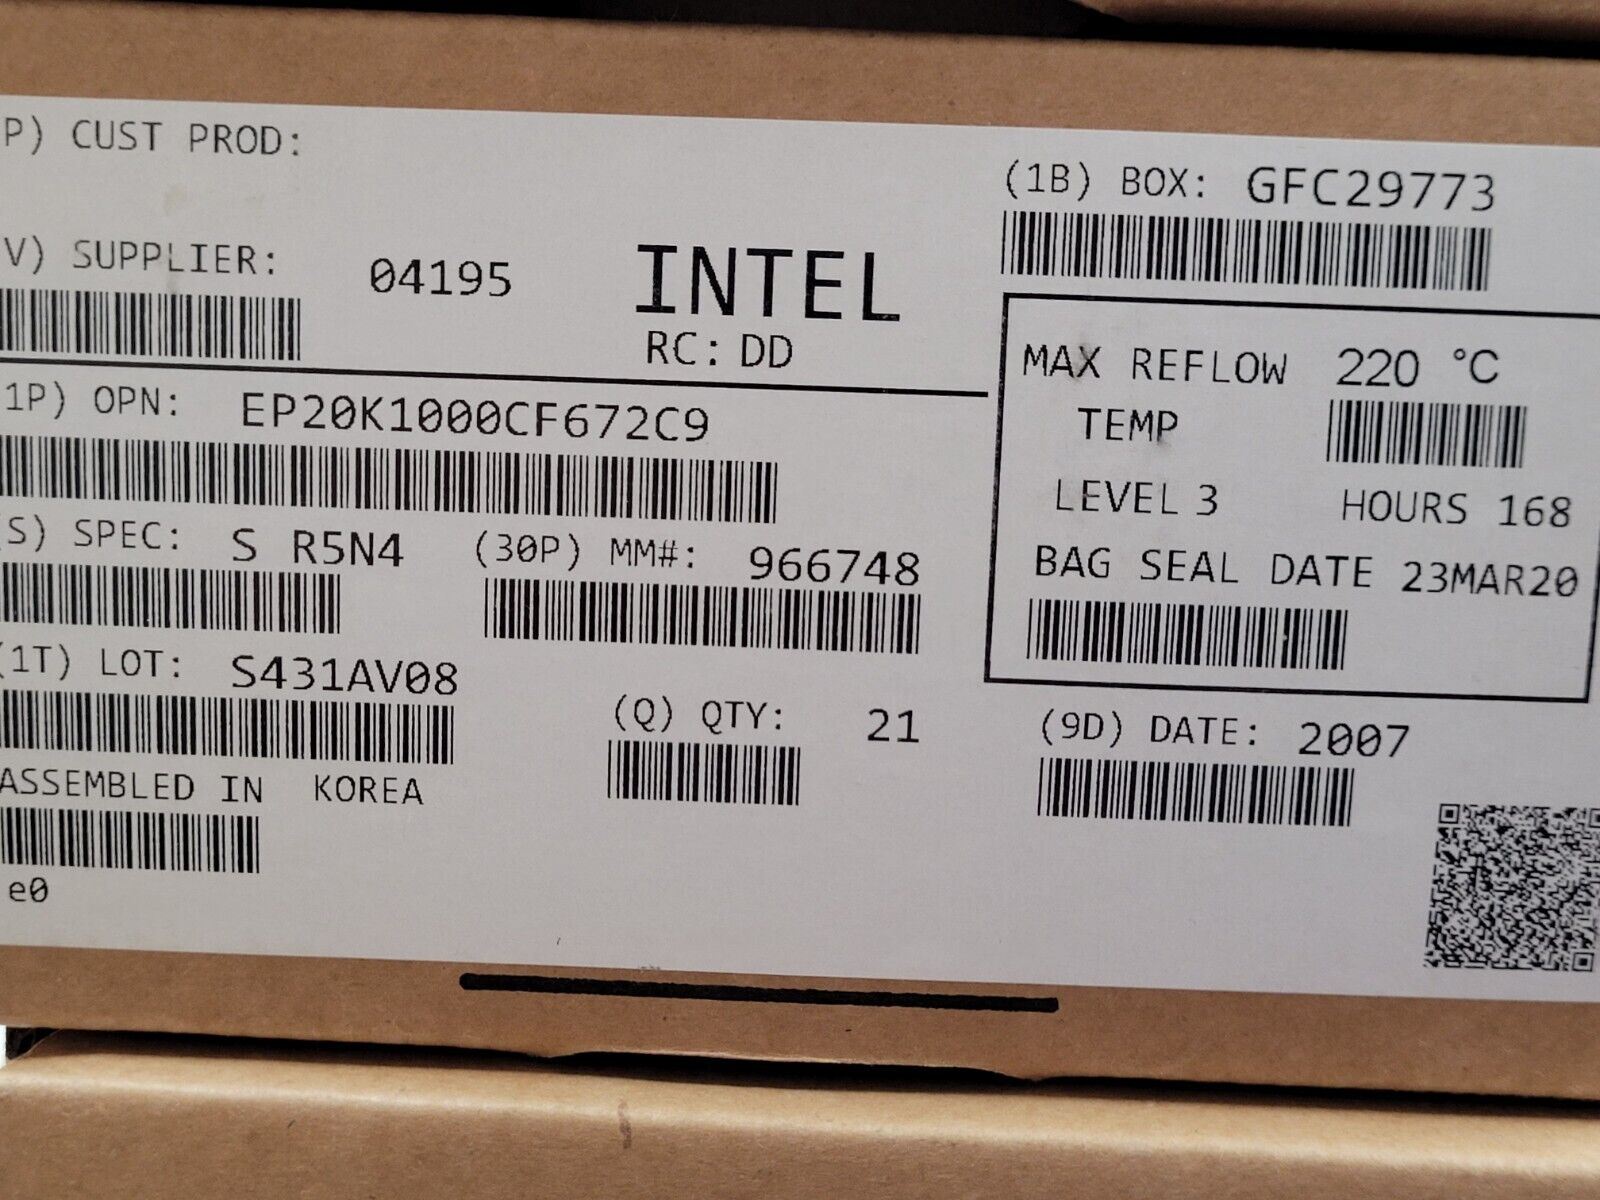 P) CUST PROD:
(1B) BOX: GFC29773
V) SUPPLIER: 04195
INTEL
RC: DD
MAX REFLOW 220 °C
TEMP
LEVEL 3 HOURS 168
BAG SEAL DATE 23MAR20
1P) OPN: EP20K1000CF672C9
(S) SPEC: S R5N4
(30P) MM#: 966748
(1T) LOT: S431AV08
(Q) QTY: 21
(9D) DATE: 2007
ASSEMBLED IN KOREA
e0